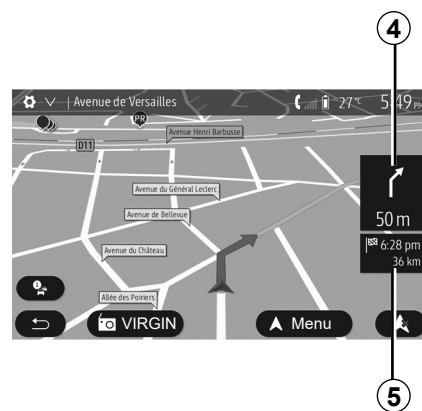 4
Avenue de Versailles
27°C
5:49 PM
PR
Avenue Henri Barbusse
D11
Avenue du Général Leclerc
Avenue de Bellevue
50 m
Avenue du Château
6:28 pm
36 km
Allée des Poiriers
VIRGIN
Menu
5